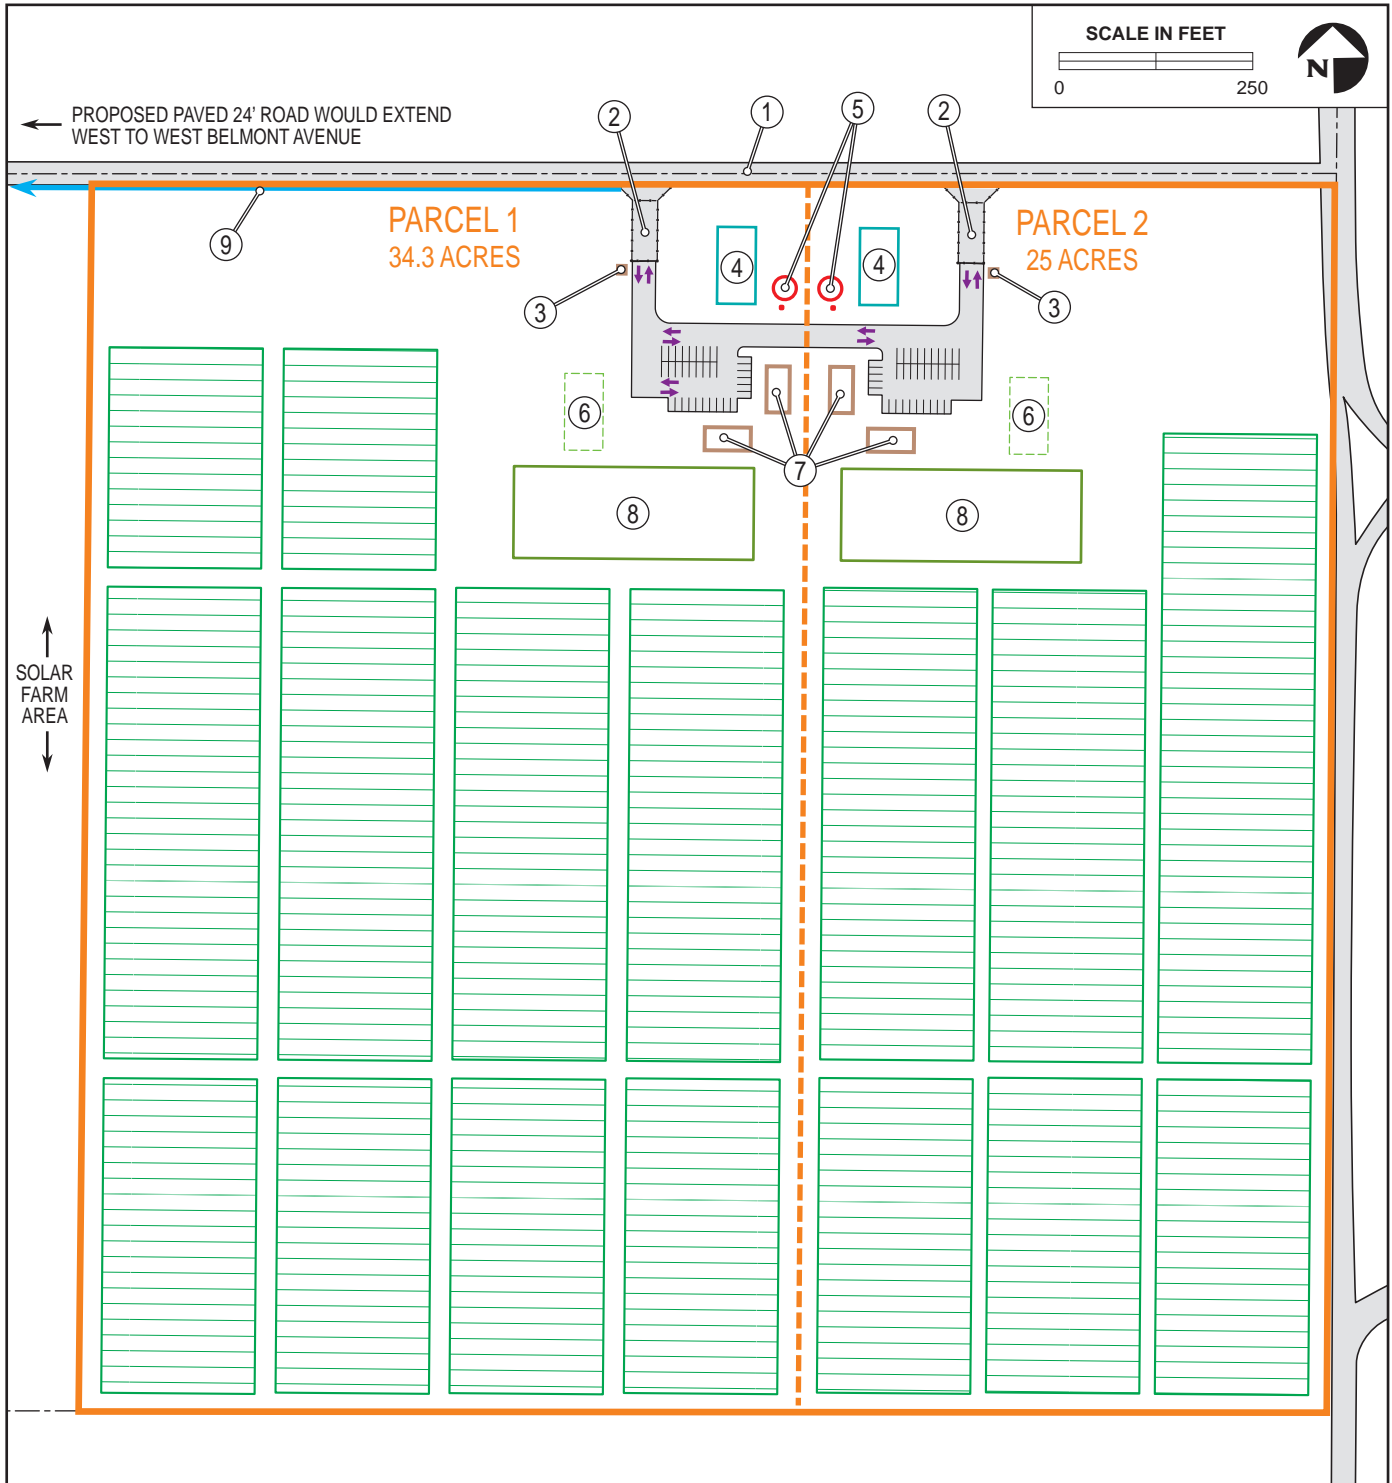 SCALE IN FEET
0 250
N
PROPOSED PAVED 24' ROAD WOULD EXTEND
WEST TO WEST BELMONT AVENUE
2
1
5
2
PARCEL 1
34.3 ACRES
PARCEL 2
25 ACRES
9
4
4
3
3
6
6
7
8
8
SOLAR
FARM
AREA